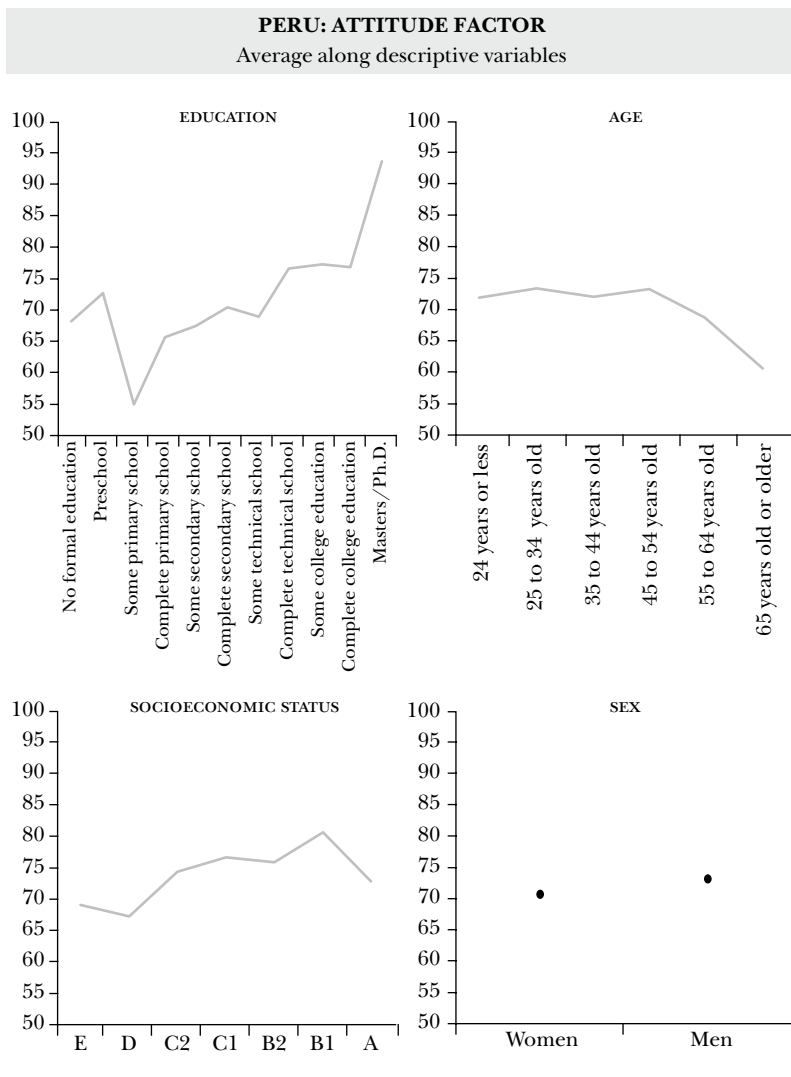 PERU: ATTITUDE FACTOR
Average along descriptive variables
EDUCATION
100
95
90
85
80
75
70
65
60
55
50
No formal education
Preschool
Some primary school
Complete primary school
Some secondary school
Complete secondary school
Some technical school
Complete technical school
Some college education
Complete college education
Masters/Ph.D.
AGE
100
95
90
85
80
75
70
65
60
55
50
24 years or less
25 to 34 years old
35 to 44 years old
45 to 54 years old
55 to 64 years old
65 years old or older
SOCIOECONOMIC STATUS
100
95
90
85
80
75
70
65
60
55
50
E D C2 C1 B2 B1 A
SEX
100
95
90
85
80
75
70
65
60
55
50
Women Men